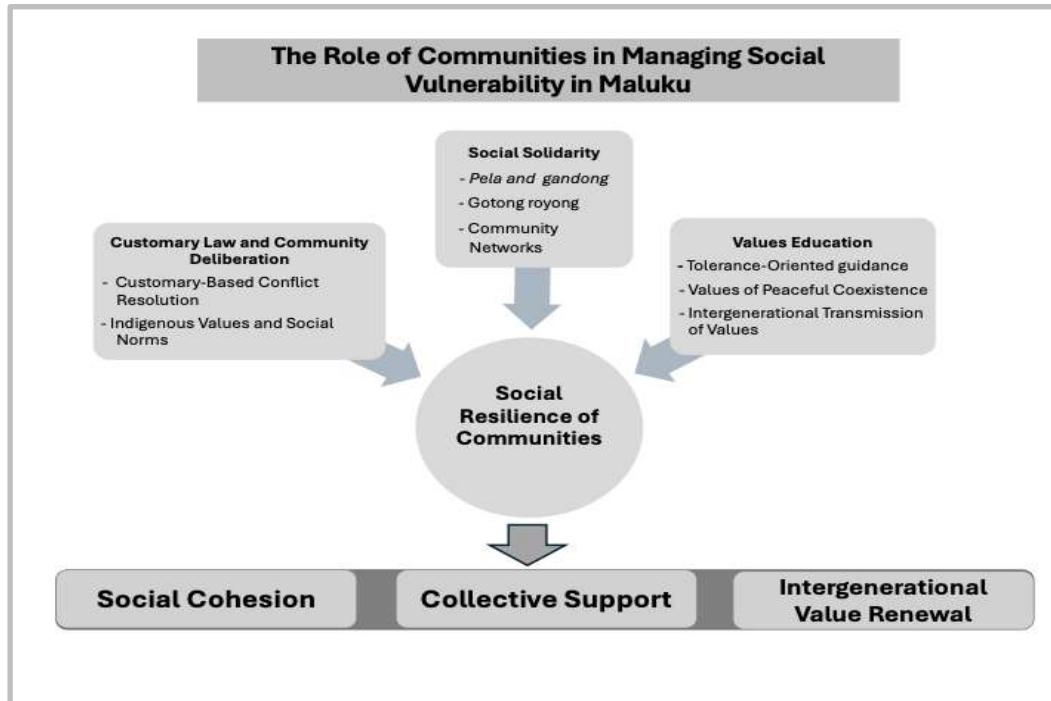 The Role of Communities in Managing Social
Vulnerability in Maluku
Social Solidarity
- Pela and gandong
- Gotong royong
- Community
Networks
Customary Law and Community
Deliberation
- Customary-Based Conflict
Resolution
- Indigenous Values and Social
Norms
Values Education
- Tolerance-Oriented guidance
- Values of Peaceful Coexistence
- Intergenerational Transmission
of Values
Social
Resilience of
Communities
Social Cohesion
Collective Support
Intergenerational
Value Renewal